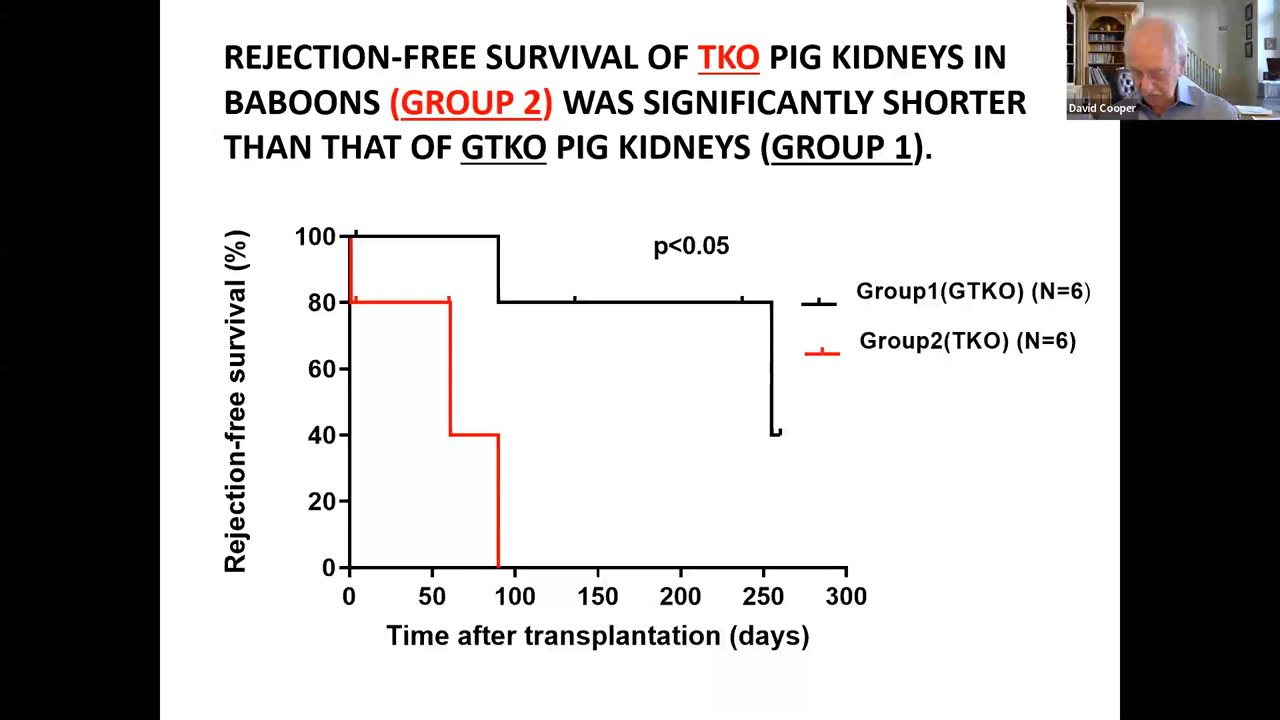 REJECTION-FREE SURVIVAL OF TKO PIG KIDNEYS IN
BABOONS (GROUP 2) WAS SIGNIFICANTLY SHORTER
THAN THAT OF GTKO PIG KIDNEYS (GROUP 1).
David Cooper
p<0.05
Group1(GTKO) (N=6)
Group2(TKO) (N=6)
Rejection-free survival (%)
100
80
60
40
20
0
0 50 100 150 200 250 300
Time after transplantation (days)